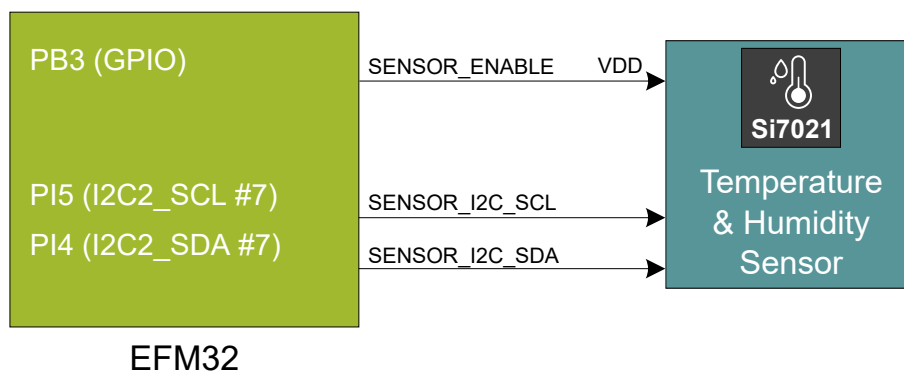 PB3 (GPIO)
SENSOR_ENABLE VDD
Si7021
PI5 (I2C2_SCL #7)
SENSOR_I2C_SCL
PI4 (I2C2_SDA #7)
SENSOR_I2C_SDA
Temperature
& Humidity
Sensor
EFM32